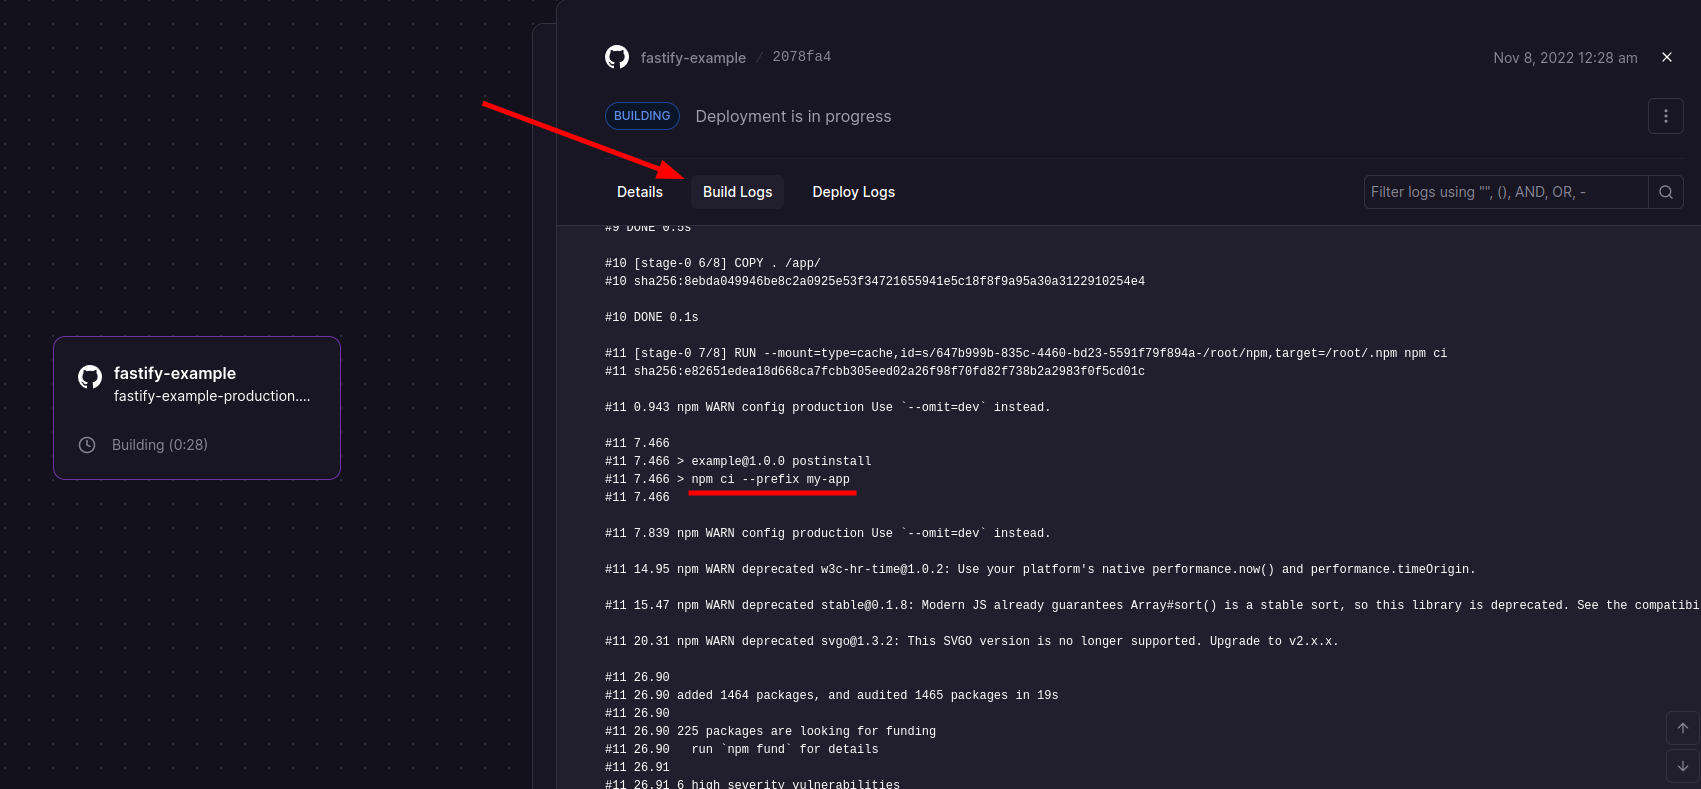 fastify-example / 2078fa4
Nov 8, 2022 12:28 am
BUILDING
Deployment is in progress
Details
Build Logs
Deploy Logs
Filter logs using "", (), AND, OR, -
#9 DONE 0.5s
#10 [stage-0 6/8] COPY . /app/
#10 sha256:8ebda049946be8c2a0925e53f34721655941e5c18f8f9a95a30a3122910254e4
#10 DONE 0.1s
#11 [stage-0 7/8] RUN --mount=type=cache,id=s/647b999b-835c-4460-bd23-5591f79f894a-/root/npm,target=/root/.npm npm ci
#11 sha256:e82651edea18d668ca7fcbb305eed02a26f98f70fd82f738b2a2983f0f5cd01c
#11 0.943 npm WARN config production Use `--omit=dev` instead.
#11 7.466
#11 7.466 > example@1.0.0 postinstall
#11 7.466 > npm ci --prefix my-app
#11 7.466
#11 7.839 npm WARN config production Use `--omit=dev` instead.
#11 14.95 npm WARN deprecated w3c-hr-time@1.0.2: Use your platform's native performance.now() and performance.timeOrigin.
#11 15.47 npm WARN deprecated stable@0.1.8: Modern JS already guarantees Array#sort() is a stable sort, so this library is deprecated. See the compatibi
#11 20.31 npm WARN deprecated svgo@1.3.2: This SVGO version is no longer supported. Upgrade to v2.x.x.
#11 26.90
#11 26.90 added 1464 packages, and audited 1465 packages in 19s
#11 26.90
#11 26.90 225 packages are looking for funding
#11 26.90 run `npm fund` for details
#11 26.91
#11 26.91 6 high severity vulnerabilities
fastify-example
fastify-example-production....
Building (0:28)